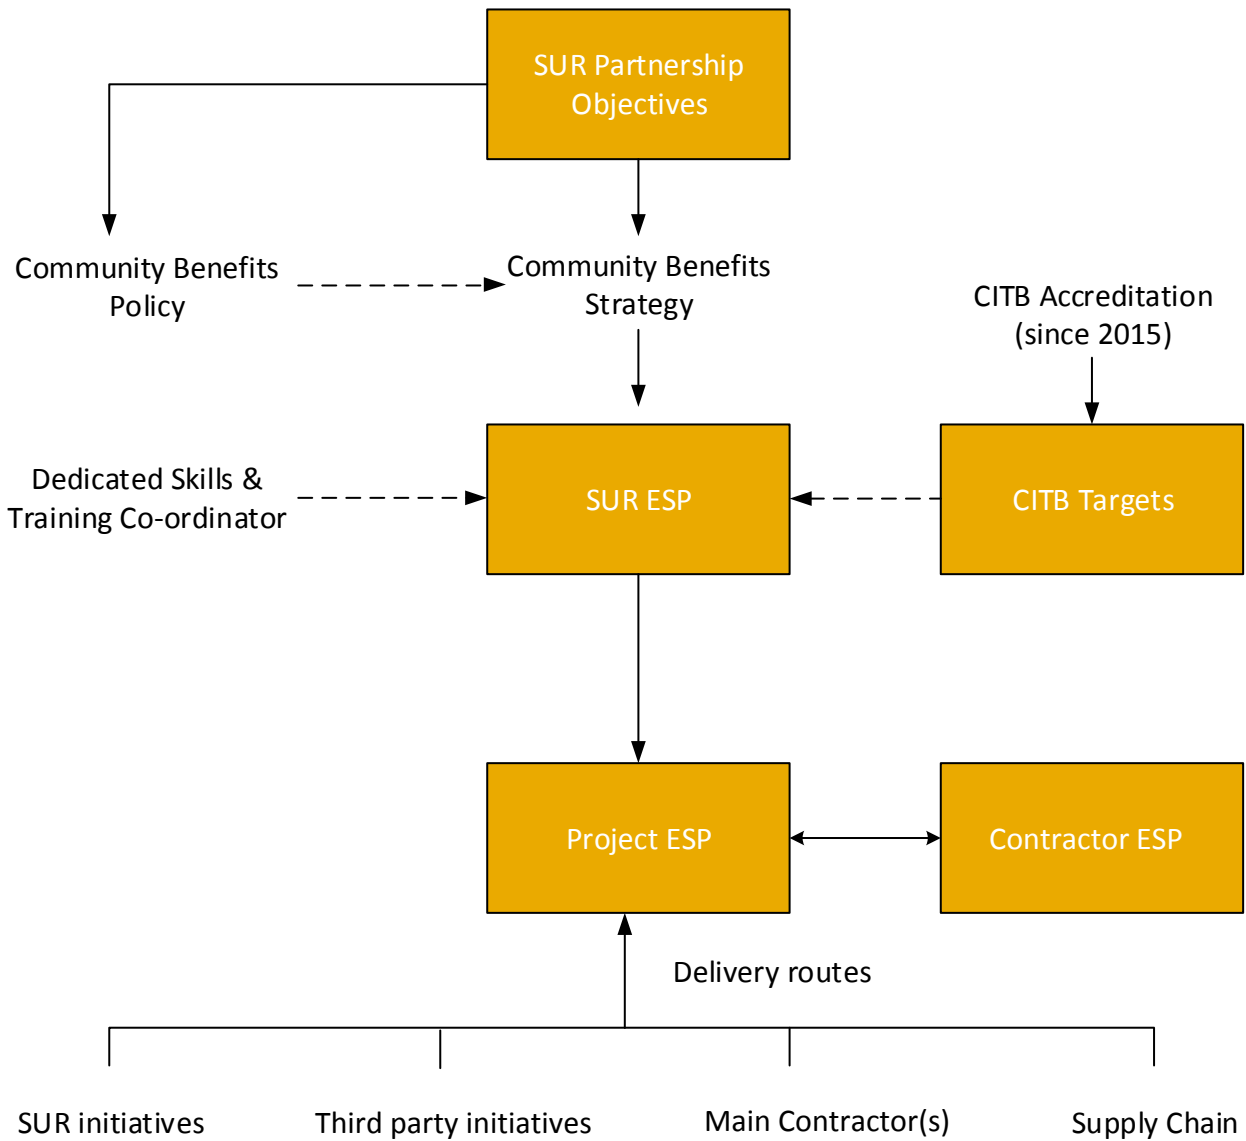 SUR Partnership
Objectives
Community Benefits
Policy
Community Benefits
Strategy
CITB Accreditation
(since 2015)
Dedicated Skills &
Training Co-ordinator
SUR ESP
CITB Targets
Project ESP
Contractor ESP
Delivery routes
SUR initiatives
Third party initiatives
Main Contractor(s)
Supply Chain